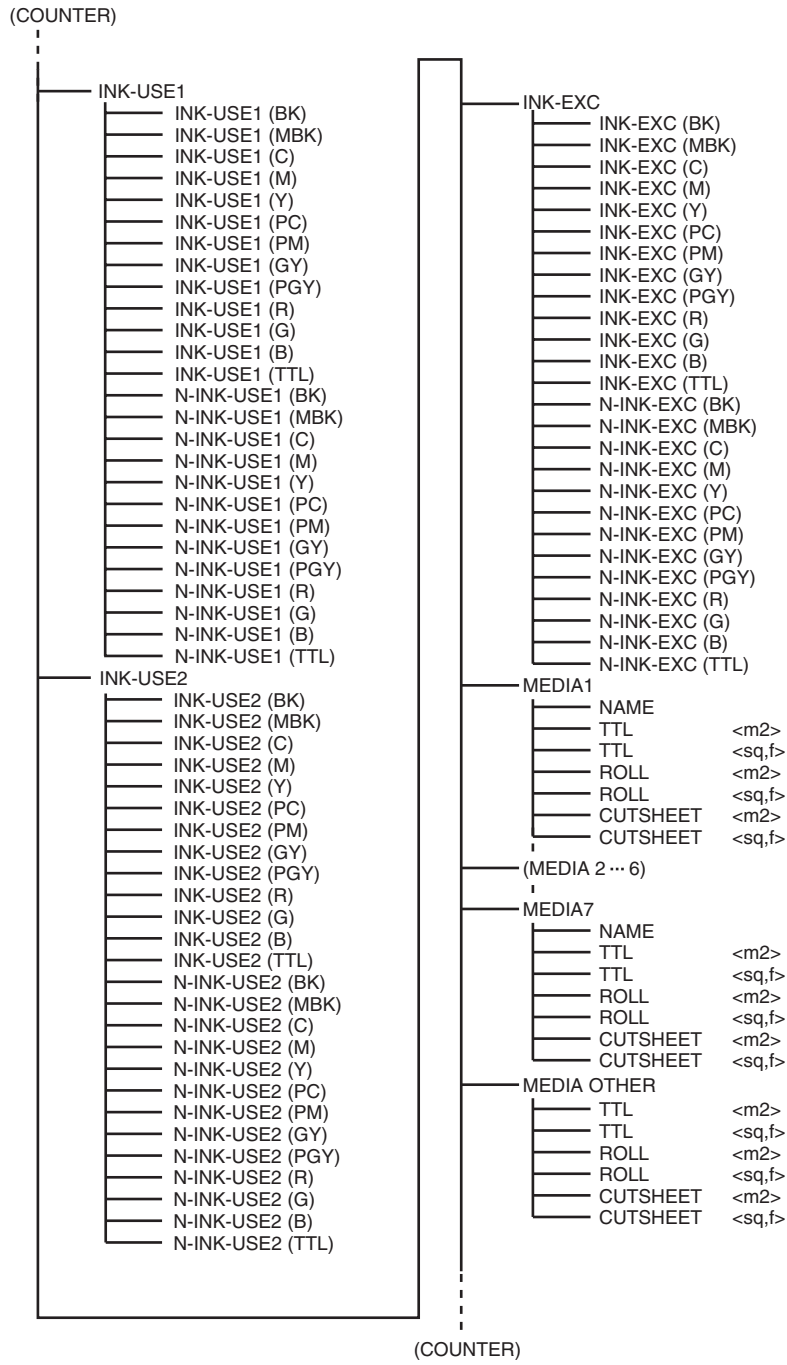 (COUNTER)
INK-USE1
INK-USE1 (BK)
INK-USE1 (MBK)
INK-USE1 (C)
INK-USE1 (M)
INK-USE1 (Y)
INK-USE1 (PC)
INK-USE1 (PM)
INK-USE1 (GY)
INK-USE1 (PGY)
INK-USE1 (R)
INK-USE1 (G)
INK-USE1 (B)
INK-USE1 (TTL)
N-INK-USE1 (BK)
N-INK-USE1 (MBK)
N-INK-USE1 (C)
N-INK-USE1 (M)
N-INK-USE1 (Y)
N-INK-USE1 (PC)
N-INK-USE1 (PM)
N-INK-USE1 (GY)
N-INK-USE1 (PGY)
N-INK-USE1 (R)
N-INK-USE1 (G)
N-INK-USE1 (B)
N-INK-USE1 (TTL)
INK-USE2
INK-USE2 (BK)
INK-USE2 (MBK)
INK-USE2 (C)
INK-USE2 (M)
INK-USE2 (Y)
INK-USE2 (PC)
INK-USE2 (PM)
INK-USE2 (GY)
INK-USE2 (PGY)
INK-USE2 (R)
INK-USE2 (G)
INK-USE2 (B)
INK-USE2 (TTL)
N-INK-USE2 (BK)
N-INK-USE2 (MBK)
N-INK-USE2 (C)
N-INK-USE2 (M)
N-INK-USE2 (Y)
N-INK-USE2 (PC)
N-INK-USE2 (PM)
N-INK-USE2 (GY)
N-INK-USE2 (PGY)
N-INK-USE2 (R)
N-INK-USE2 (G)
N-INK-USE2 (B)
N-INK-USE2 (TTL)
INK-EXC
INK-EXC (BK)
INK-EXC (MBK)
INK-EXC (C)
INK-EXC (M)
INK-EXC (Y)
INK-EXC (PC)
INK-EXC (PM)
INK-EXC (GY)
INK-EXC (PGY)
INK-EXC (R)
INK-EXC (G)
INK-EXC (B)
INK-EXC (TTL)
N-INK-EXC (BK)
N-INK-EXC (MBK)
N-INK-EXC (C)
N-INK-EXC (M)
N-INK-EXC (Y)
N-INK-EXC (PC)
N-INK-EXC (PM)
N-INK-EXC (GY)
N-INK-EXC (PGY)
N-INK-EXC (R)
N-INK-EXC (G)
N-INK-EXC (B)
N-INK-EXC (TTL)
MEDIA1
NAME
TTL <m2>
TTL <sq,f>
ROLL <m2>
ROLL <sq,f>
CUTSHEET <m2>
CUTSHEET <sq,f>
(MEDIA 2 ··· 6)
MEDIA7
NAME
TTL <m2>
TTL <sq,f>
ROLL <m2>
ROLL <sq,f>
CUTSHEET <m2>
CUTSHEET <sq,f>
MEDIA OTHER
TTL <m2>
TTL <sq,f>
ROLL <m2>
ROLL <sq,f>
CUTSHEET <m2>
CUTSHEET <sq,f>
(COUNTER)